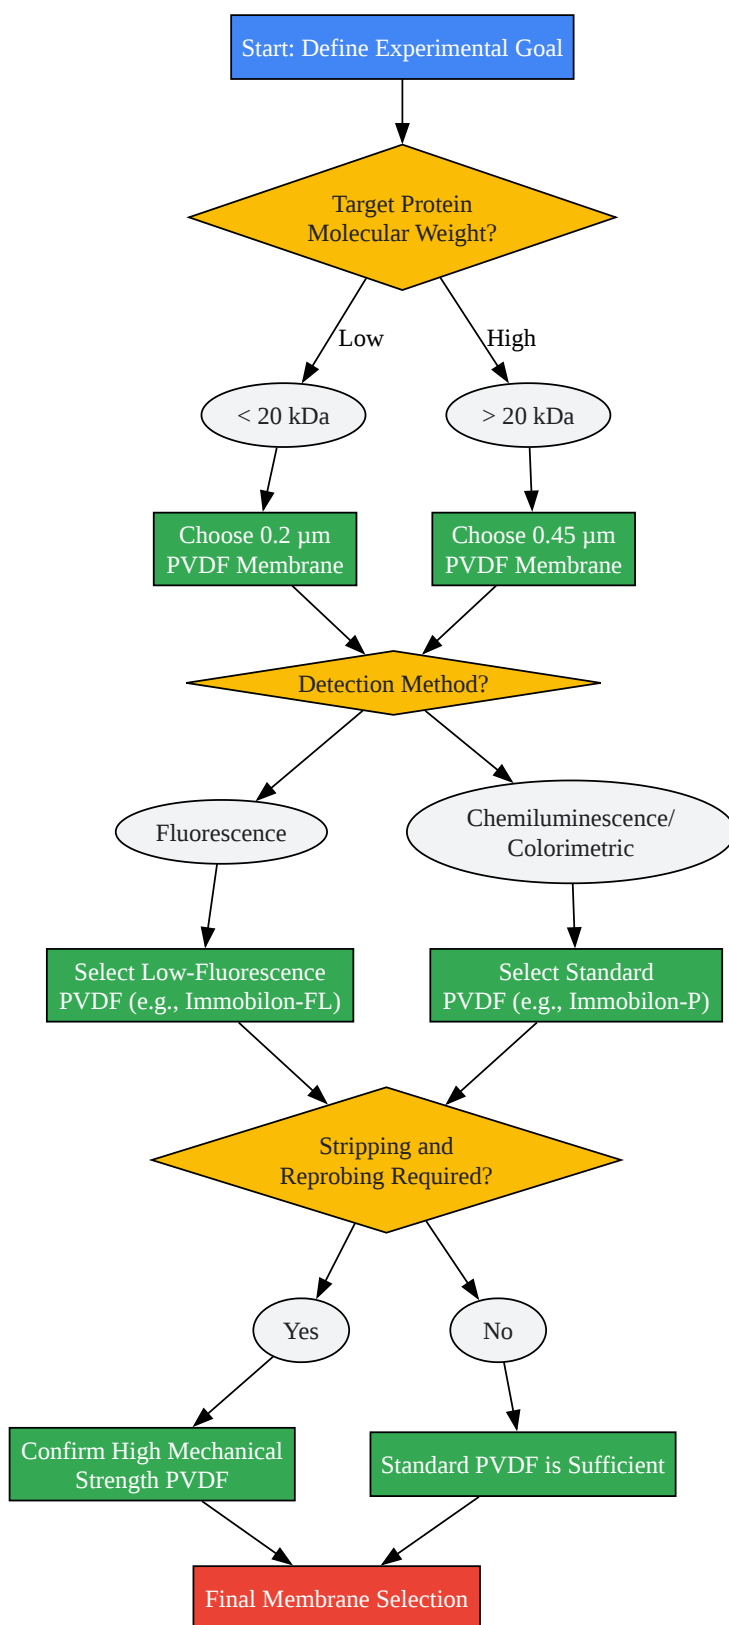 Start: Define Experimental Goal
Target Protein
Molecular Weight?
Low
High
< 20 kDa
> 20 kDa
Choose 0.2 µm
PVDF Membrane
Choose 0.45 µm
PVDF Membrane
Detection Method?
Fluorescence
Chemiluminescence/
Colorimetric
Select Low-Fluorescence
PVDF (e.g., Immobilon-FL)
Select Standard
PVDF (e.g., Immobilon-P)
Stripping and
Reprobing Required?
Yes
No
Confirm High Mechanical
Strength PVDF
Standard PVDF is Sufficient
Final Membrane Selection